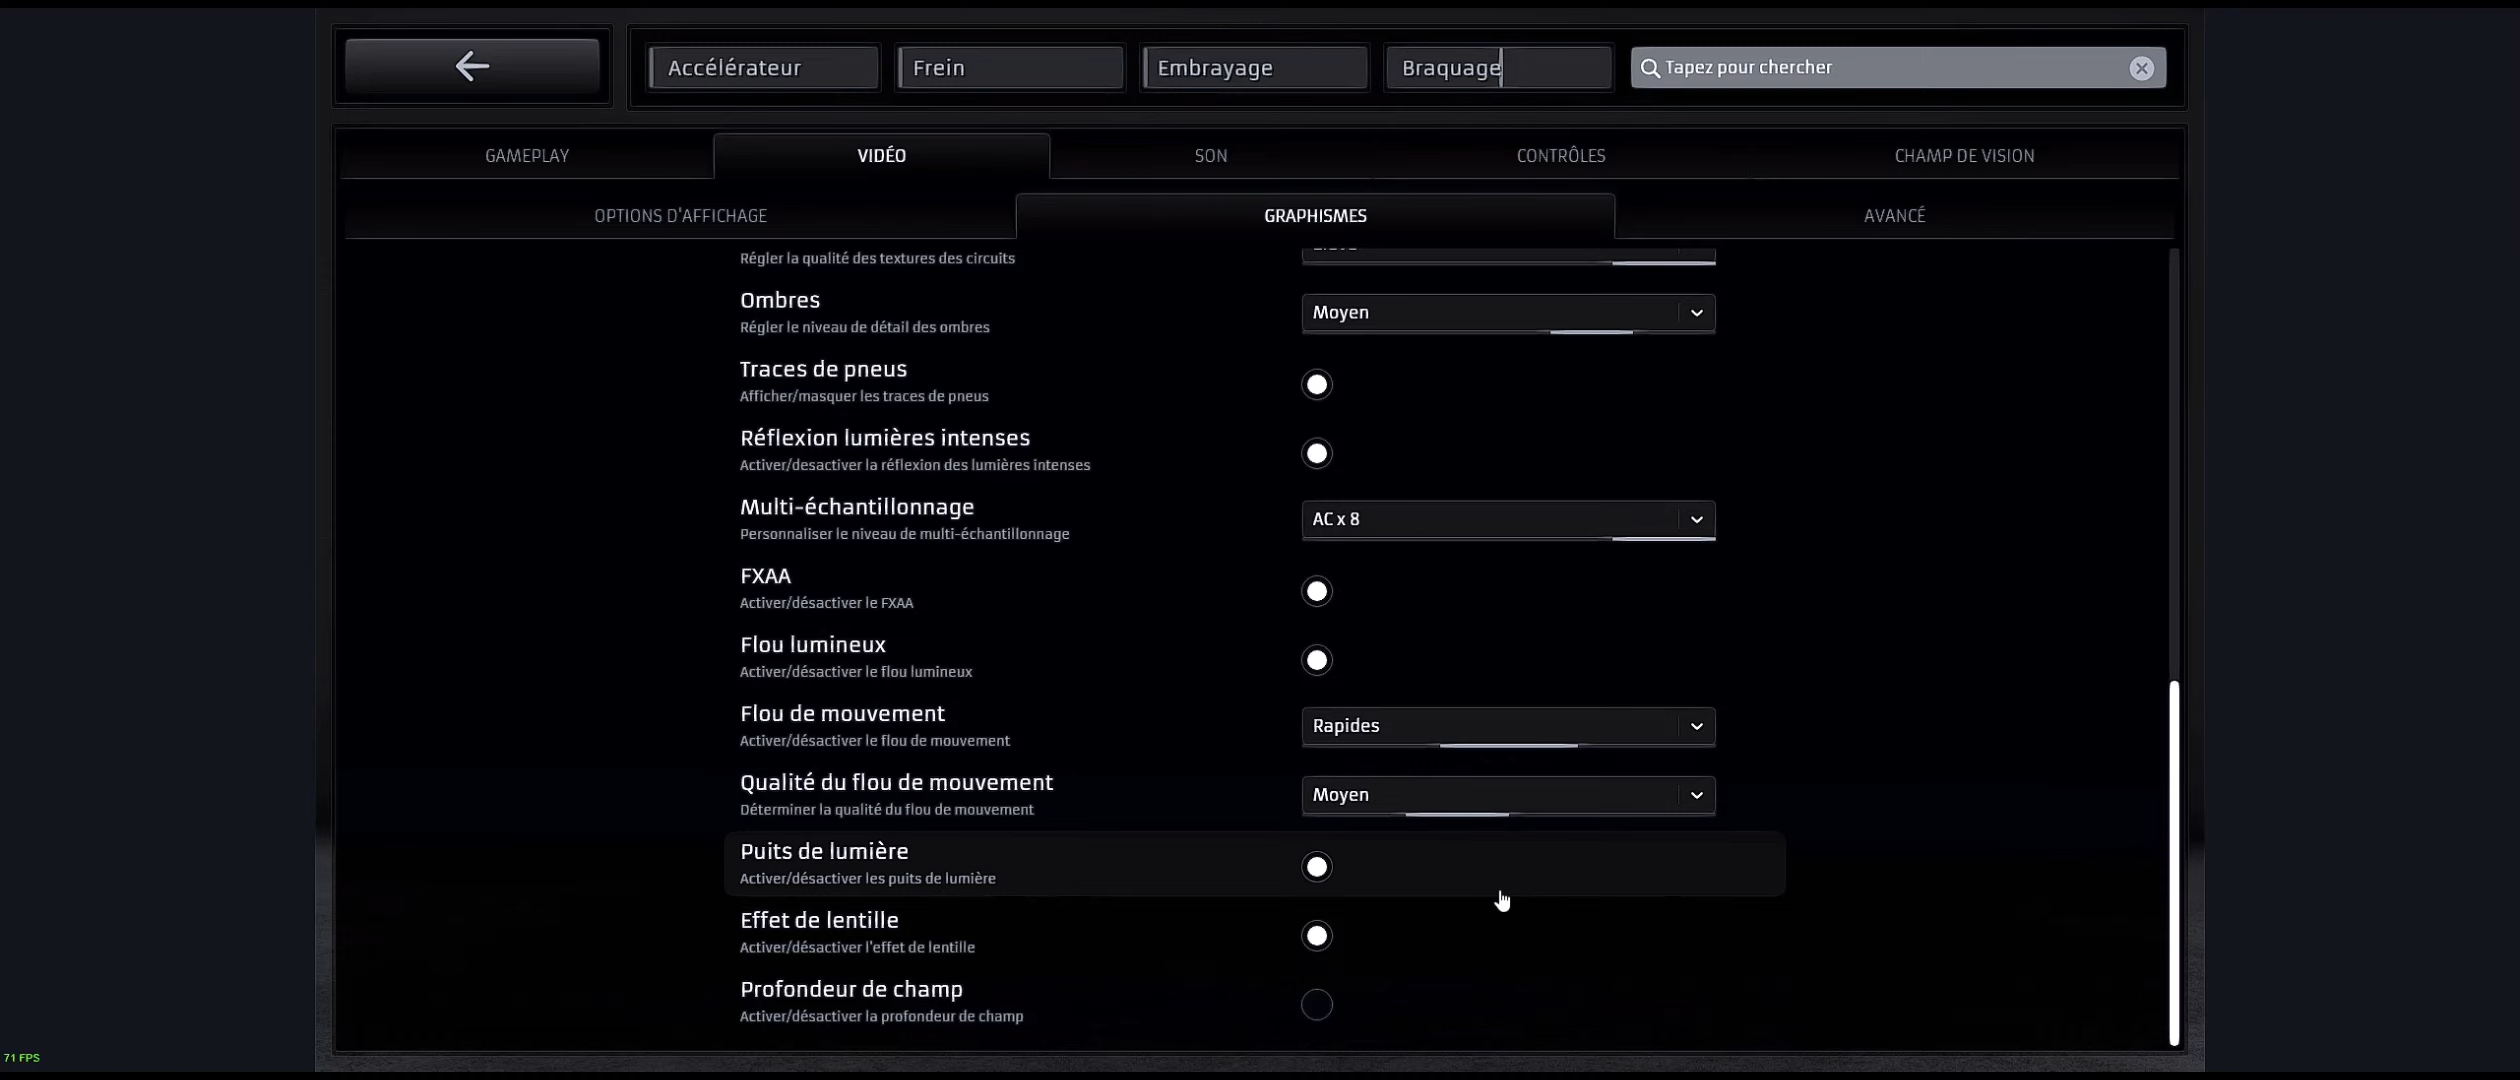 Accélérateur
Frein
Embrayage
Braquage
Tapez pour chercher
GAMEPLAY
VIDÉO
SON
CONTRÔLES
CHAMP DE VISION
OPTIONS D'AFFICHAGE
GRAPHISMES
AVANCÉ
Régler la qualité des textures des circuits
Ombres
Régler le niveau de détail des ombres
Moyen
Traces de pneus
Afficher/masquer les traces de pneus
Réflexion lumières intenses
Activer/desactiver la réflexion des lumières intenses
Multi-échantillonnage
Personnaliser le niveau de multi-échantillonnage
AC x 8
FXAA
Activer/désactiver le FXAA
Flou lumineux
Activer/désactiver le flou lumineux
Flou de mouvement
Activer/désactiver le flou de mouvement
Rapides
Qualité du flou de mouvement
Déterminer la qualité du flou de mouvement
Moyen
Puits de lumière
Activer/désactiver les puits de lumière
Effet de lentille
Activer/désactiver l'effet de lentille
Profondeur de champ
Activer/désactiver la profondeur de champ
71 FPS